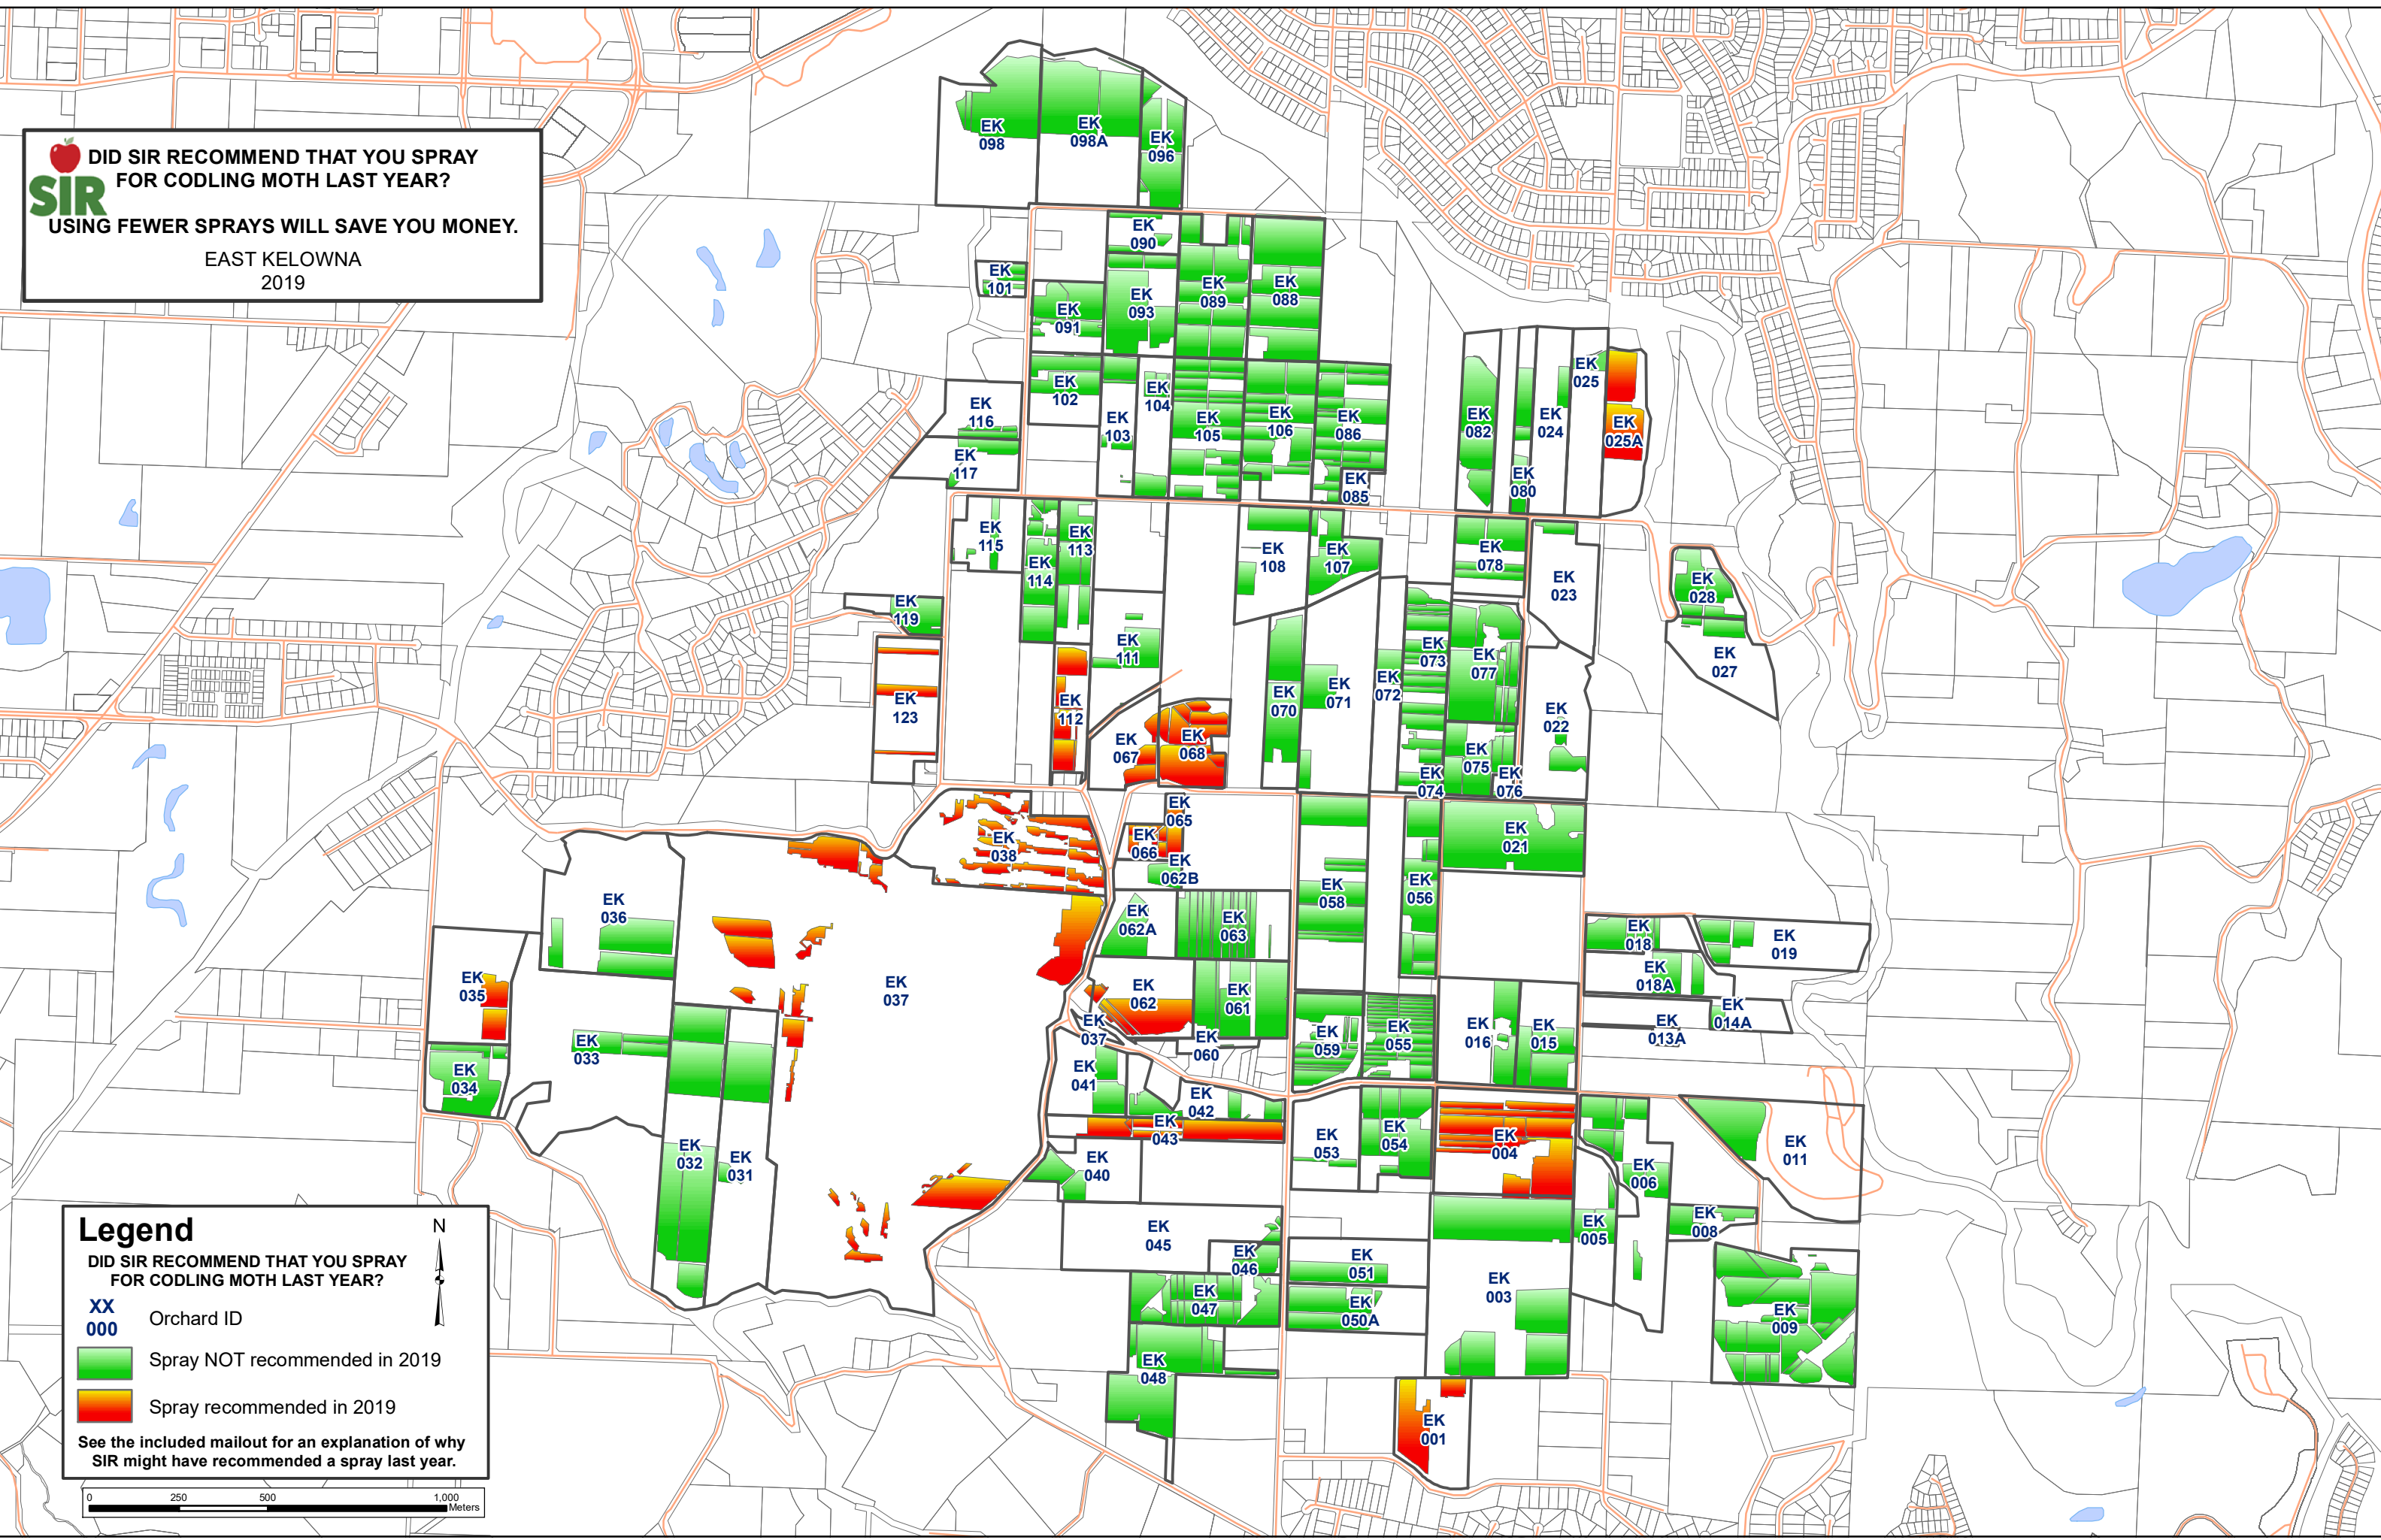 SIR
DID SIR RECOMMEND THAT YOU SPRAY
FOR CODLING MOTH LAST YEAR?
USING FEWER SPRAYS WILL SAVE YOU MONEY.
EAST KELOWNA
2019
EK
098
EK
098A
EK
096
EK
090
EK
101
EK
091
EK
093
EK
089
EK
088
EK
102
EK
103
EK
104
EK
105
EK
106
EK
086
EK
085
EK
116
EK
117
EK
082
EK
080
EK
024
EK
025
EK
025A
EK
115
EK
114
EK
113
EK
108
EK
107
EK
078
EK
023
EK
028
EK
027
EK
119
EK
123
EK
112
EK
111
EK
067
EK
068
EK
070
EK
071
EK
072
EK
073
EK
077
EK
022
EK
074
EK
075
EK
076
EK
065
EK
066
EK
062B
EK
038
EK
021
EK
058
EK
056
EK
036
EK
035
EK
034
EK
033
EK
037
EK
062A
EK
063
EK
062
EK
061
EK
060
EK
037
EK
018
EK
019
EK
018A
EK
014A
EK
013A
EK
059
EK
055
EK
016
EK
015
EK
041
EK
042
EK
043
EK
040
EK
053
EK
054
EK
004
EK
006
EK
011
EK
005
EK
008
EK
032
EK
031
EK
045
EK
046
EK
047
EK
048
EK
051
EK
050A
EK
003
EK
009
EK
001
Legend
N
DID SIR RECOMMEND THAT YOU SPRAY
FOR CODLING MOTH LAST YEAR?
XX
000
Orchard ID
Spray NOT recommended in 2019
Spray recommended in 2019
See the included mailout for an explanation of why
SIR might have recommended a spray last year.
0 250 500 1,000
Meters